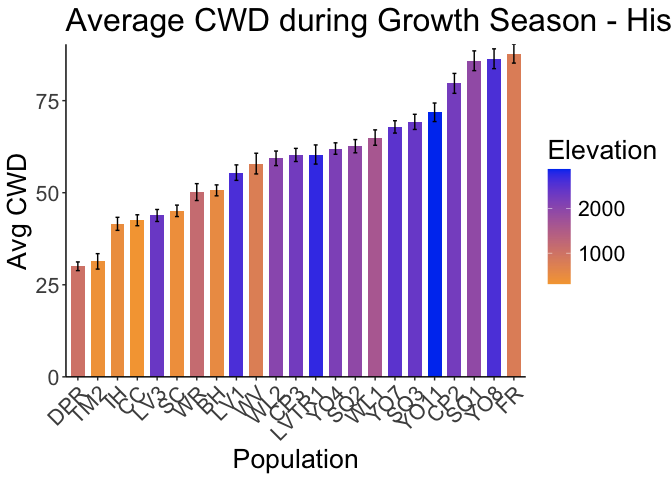 Average CWD during Growth Season - His
Avg CWD
75
50
25
0
DPR
TM2
IH
CC
LV3
SC
WR
BH
LV1
WV
WL2
CP3
LVTR1
YO4
SQ2
WL1
YO7
SQ3
YO11
CP2
SQ1
YO8
FR
Population
Elevation
2000
1000